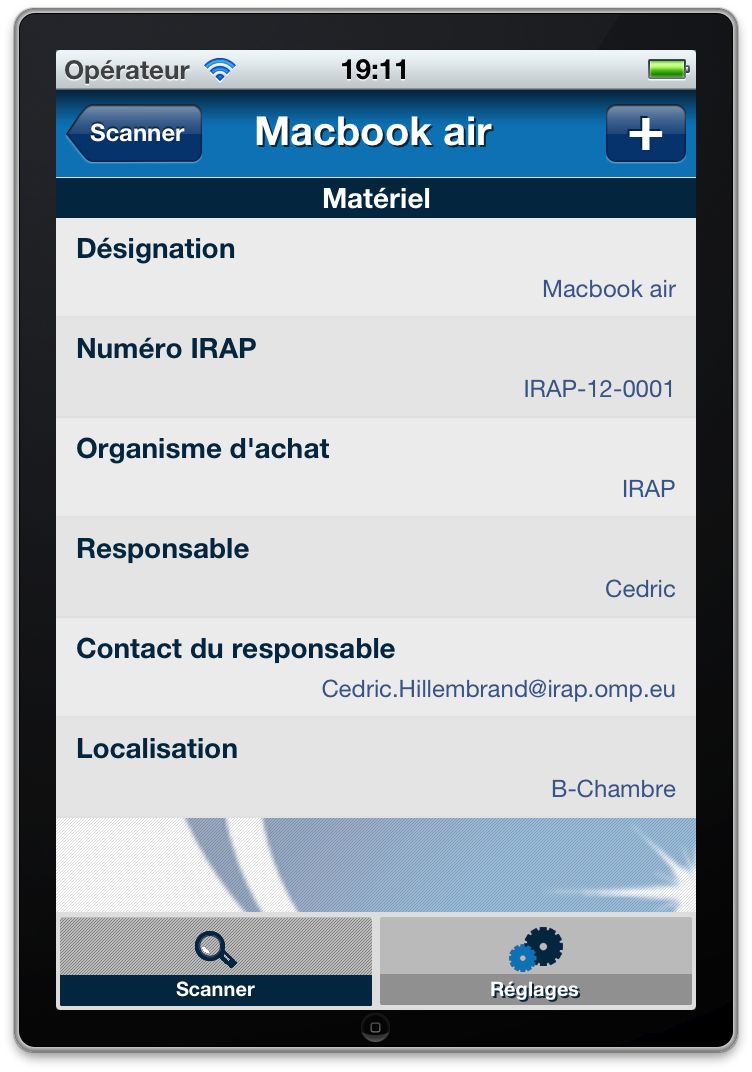 Opérateur 19:11
Scanner Macbook air +
Matériel
Désignation
Macbook air
Numéro IRAP
IRAP-12-0001
Organisme d'achat
IRAP
Responsable
Cedric
Contact du responsable
Cedric.Hillembrand@irap.omp.eu
Localisation
B-Chambre
Scanner Réglages